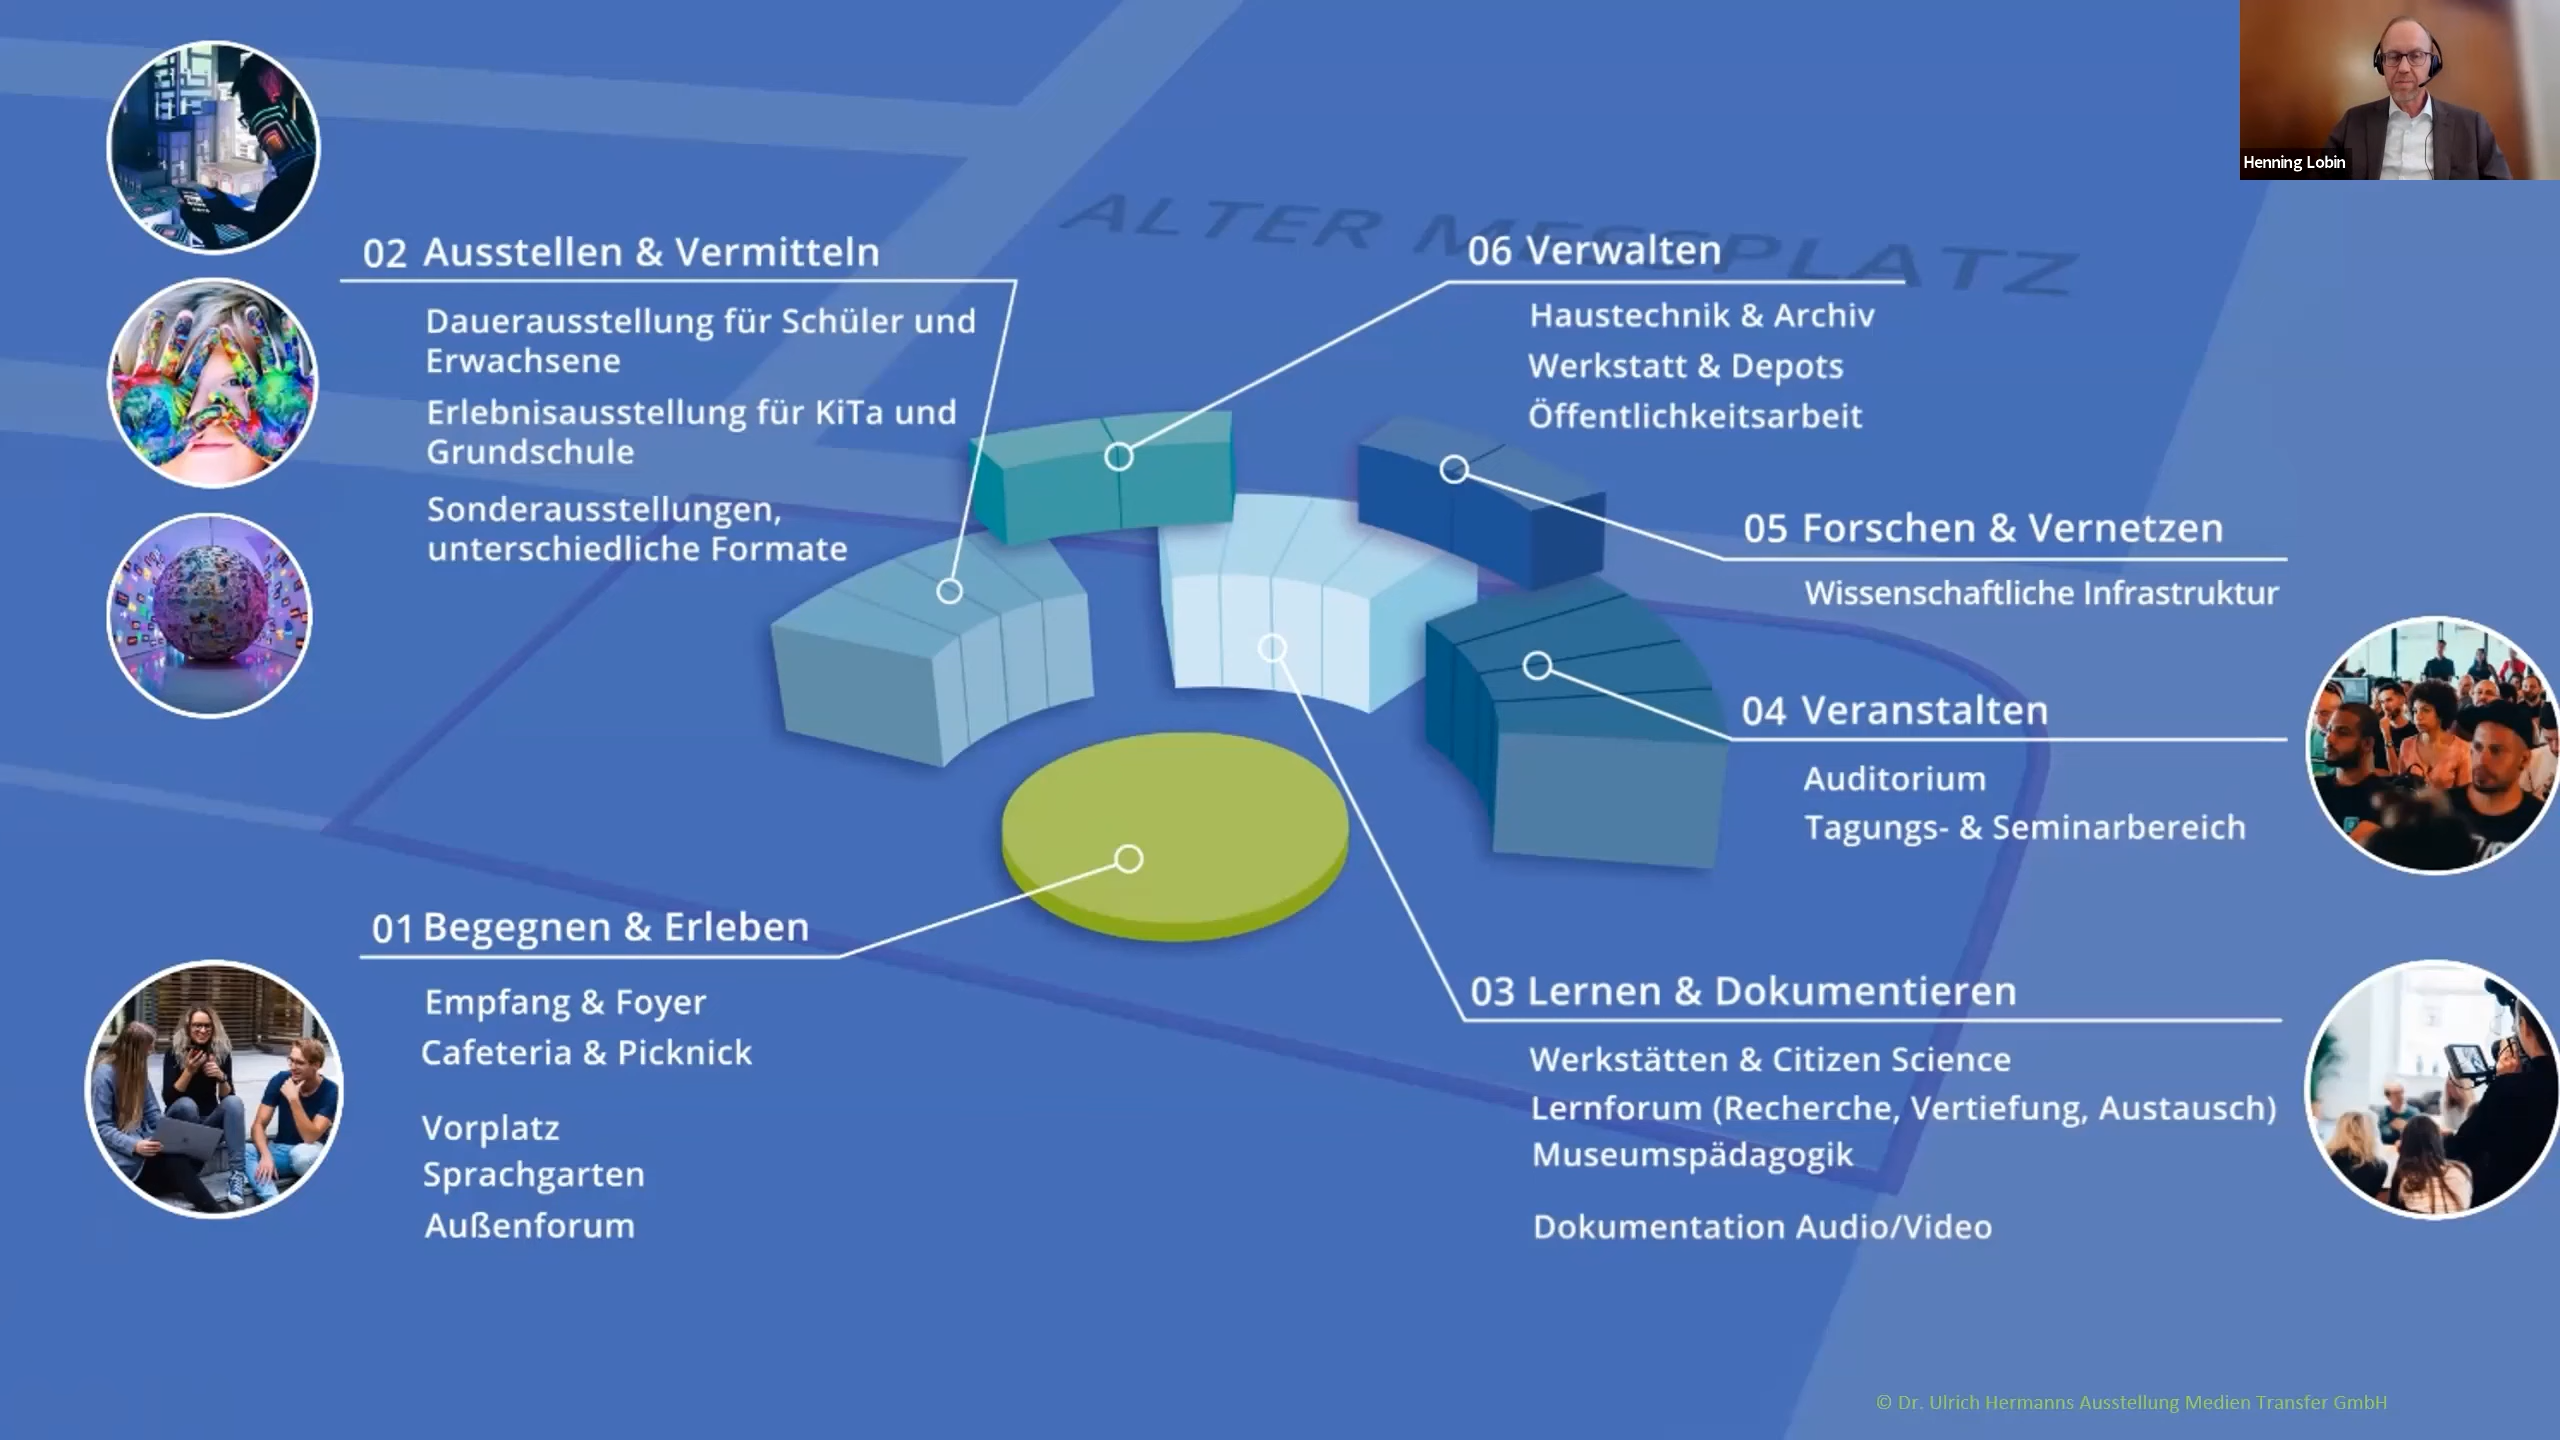 Henning Lobin
ALTER MESSPLATZ
02 Ausstellen & Vermitteln
Dauerausstellung für Schüler und
Erwachsene
Erlebnisausstellung für KiTa und
Grundschule
Sonderausstellungen,
unterschiedliche Formate
06 Verwalten
Haustechnik & Archiv
Werkstatt & Depots
Öffentlichkeitsarbeit
05 Forschen & Vernetzen
Wissenschaftliche Infrastruktur
04 Veranstalten
Auditorium
Tagungs- & Seminarbereich
01 Begegnen & Erleben
Empfang & Foyer
Cafeteria & Picknick
Vorplatz
Sprachgarten
Außenforum
03 Lernen & Dokumentieren
Werkstätten & Citizen Science
Lernforum (Recherche, Vertiefung, Austausch)
Museumspädagogik
Dokumentation Audio/Video
© Dr. Ulrich Hermanns Ausstellung Medien Transfer GmbH